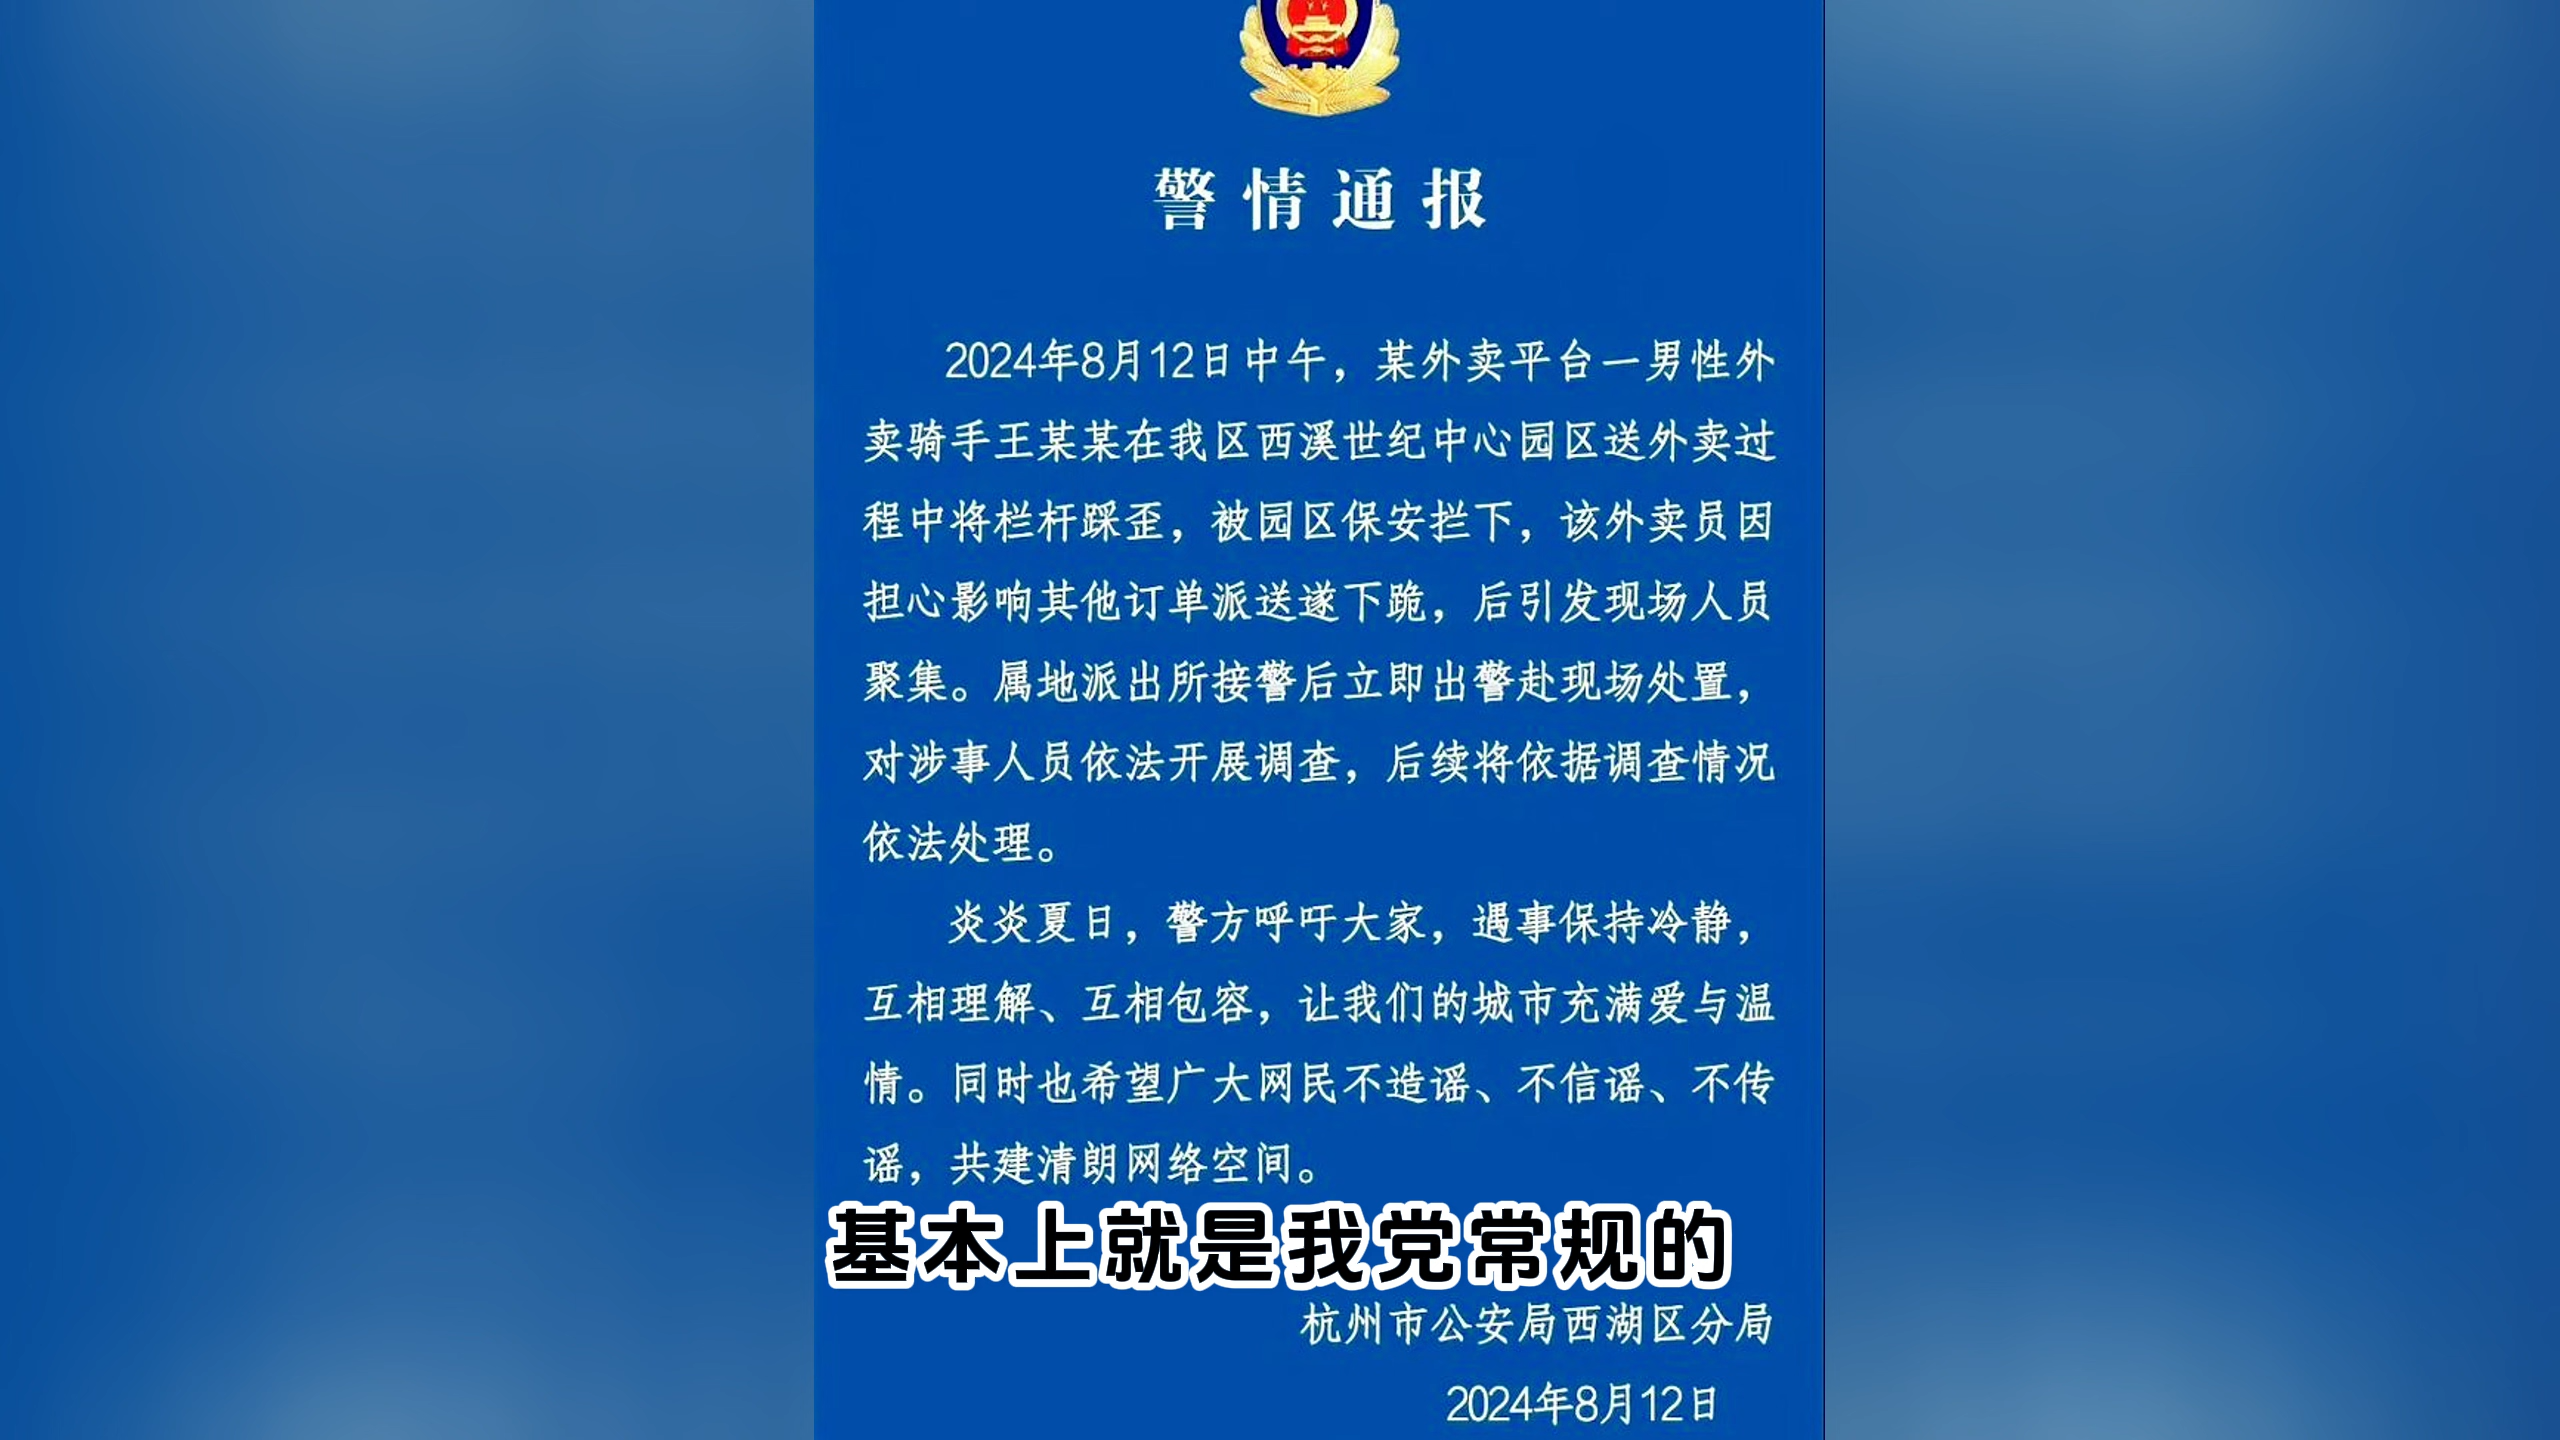 警情通报
2024年8月12日中午，某外卖平台一男性外
卖骑手王某某在我区西溪世纪中心园区送外卖过
程中将栏杆踩歪，被园区保安拦下，该外卖员因
担心影响其他订单派送遂下跪，后引发现场人员
聚集。属地派出所接警后立即出警赴现场处置，
对涉事人员依法开展调查，后续将依据调查情况
依法处理。
炎炎夏日，警方呼吁大家，遇事保持冷静，
互相理解、互相包容，让我们的城市充满爱与温
情。同时也希望广大网民不造谣、不信谣、不传
谣，共建清朗网络空间。
基本上就是我党常规的
杭州市公安局西湖区分局
2024年8月12日